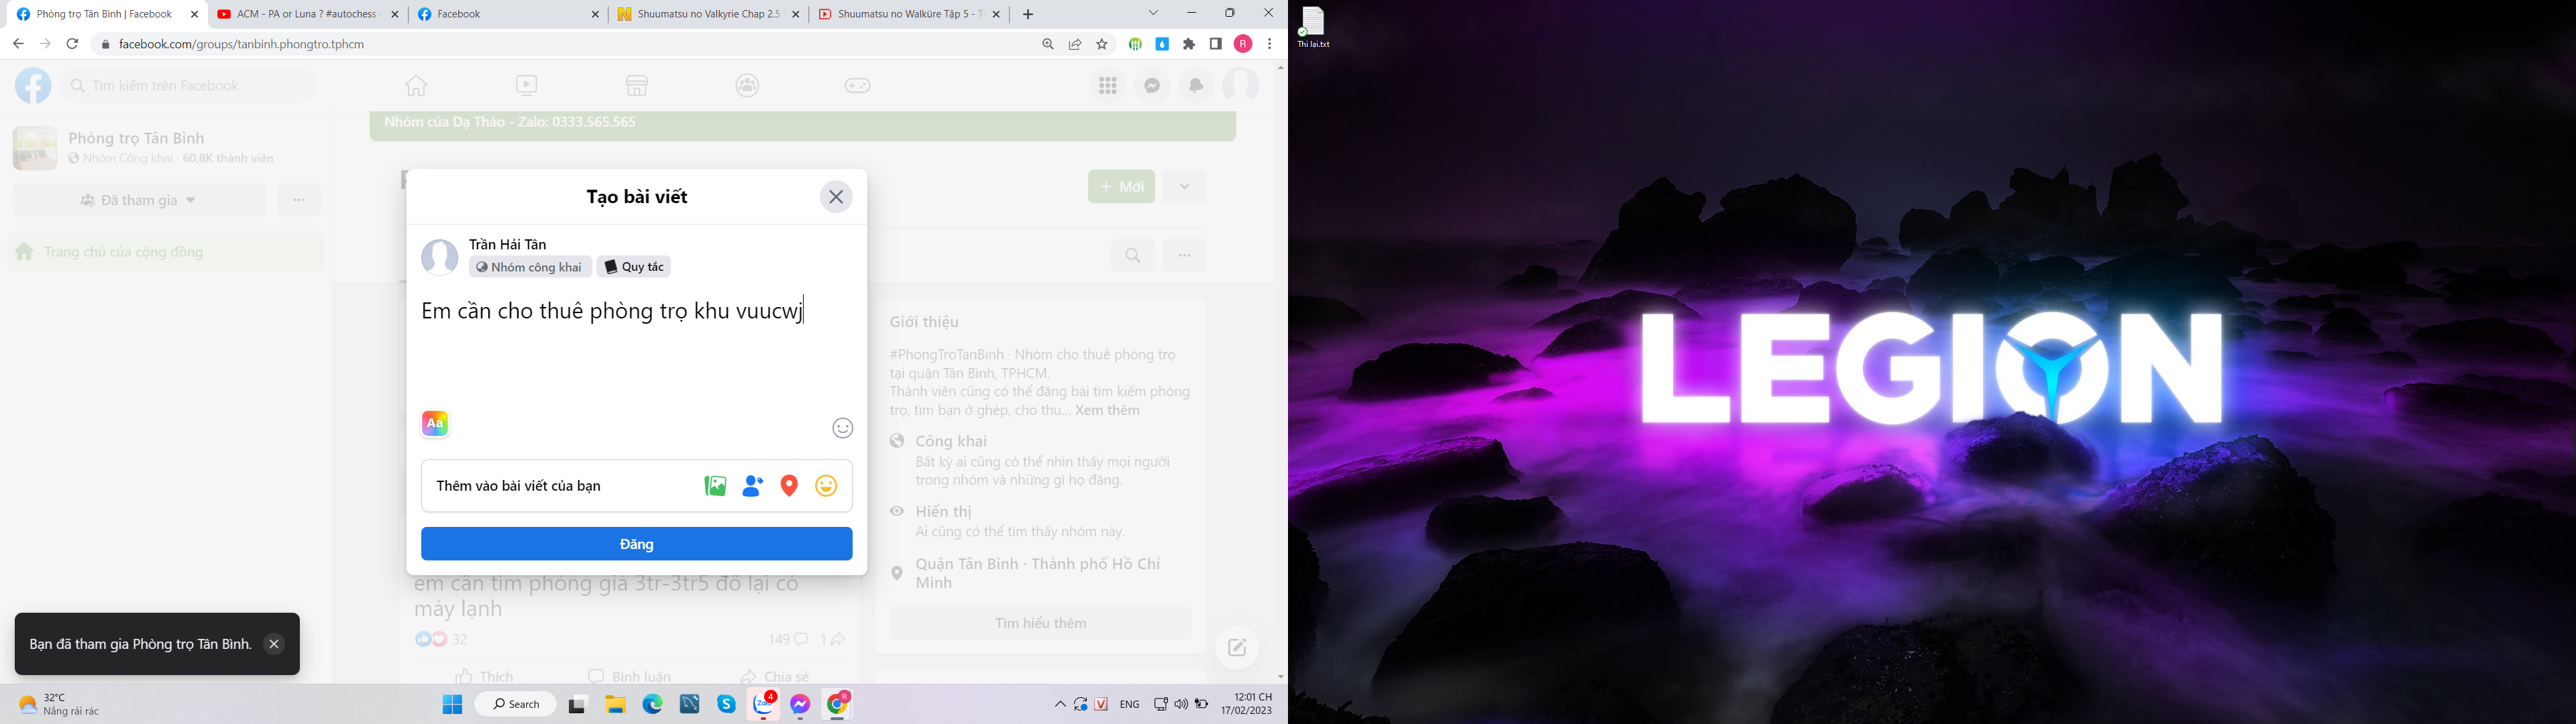 Phòng trọ Tân Bình | Facebook
ACM - PA or Luna ? #autochess
Facebook
Shuumatsu no Valkyrie Chap 2.5
Shuumatsu no Walküre Tập 5 - T
facebook.com/groups/tanbinh.phongtro.tphcm
R
Thi lại.txt
Tìm kiếm trên Facebook
Nhóm của Dạ Thảo - Zalo: 0333.565.565
Phòng trọ Tân Bình
Nhóm Công khai · 60,8K thành viên
Đã tham gia
Trang chủ của cộng đồng
+ Mời
Tạo bài viết
Trần Hải Tân
Nhóm công khai
Quy tắc
Em cần cho thuê phòng trọ khu vuucwj
Aa
Thêm vào bài viết của bạn
Đăng
em cần tìm phòng giá 3tr-3tr5 đổ lại có
máy lạnh
32
149
1
Thích
Bình luận
Chia sẻ
Giới thiệu
#PhongTroTanBinh · Nhóm cho thuê phòng trọ
tại quận Tân Bình, TPHCM.
Thành viên cũng có thể đăng bài tìm kiếm phòng
trọ, tìm bạn ở ghép, cho thu... Xem thêm
Công khai
Bất kỳ ai cũng có thể nhìn thấy mọi người
trong nhóm và những gì họ đăng.
Hiển thị
Ai cũng có thể tìm thấy nhóm này.
Quận Tân Bình · Thành phố Hồ Chí
Minh
Tìm hiểu thêm
Bạn đã tham gia Phòng trọ Tân Bình.
LEGION
32°C
Nắng rải rác
Search
Zalo
4
R
V
ENG
12:01 CH
17/02/2023